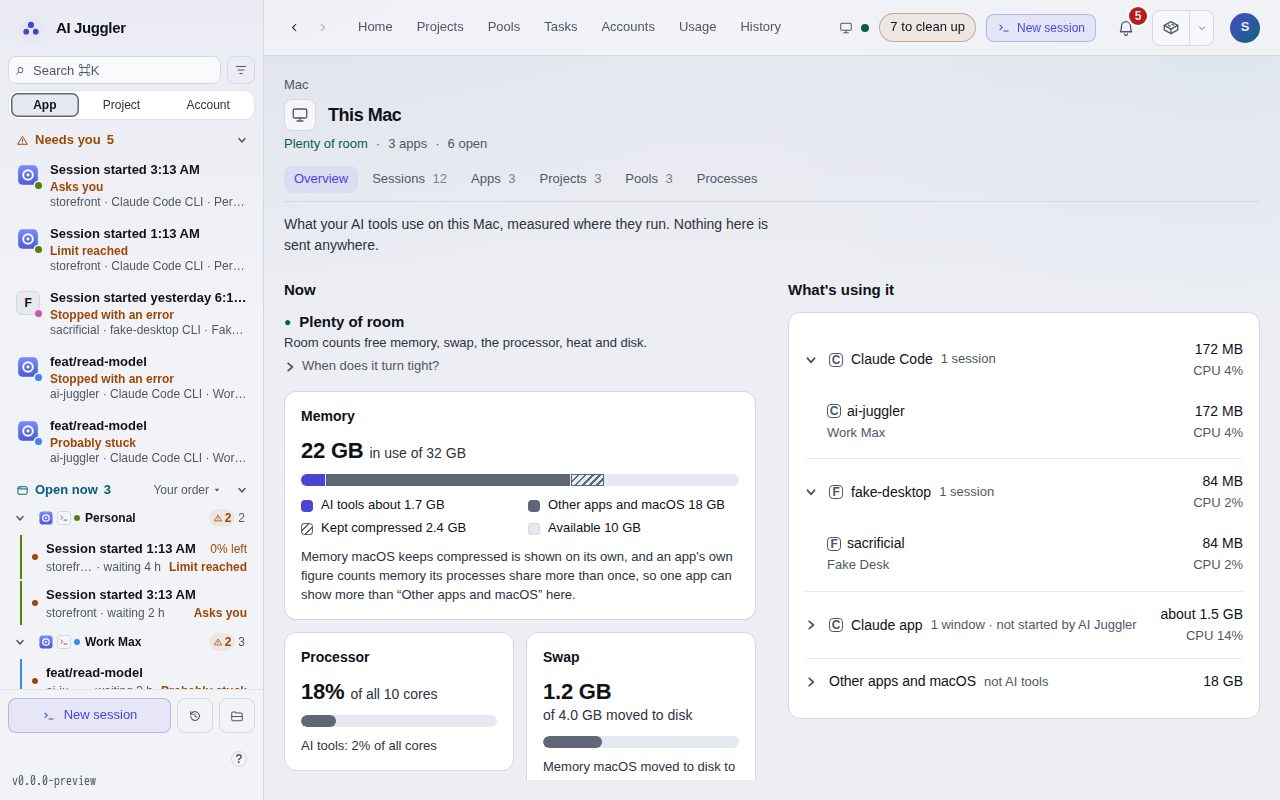 AI Juggler
Search ⌘K
App Project Account
Needs you 5
Session started 3:13 AM
Asks you
storefront · Claude Code CLI · Per…
Session started 1:13 AM
Limit reached
storefront · Claude Code CLI · Per…
F
Session started yesterday 6:1…
Stopped with an error
sacrificial · fake-desktop CLI · Fak…
feat/read-model
Stopped with an error
ai-juggler · Claude Code CLI · Wor…
feat/read-model
Probably stuck
ai-juggler · Claude Code CLI · Wor…
Open now 3 Your order
Personal 2 2
Session started 1:13 AM 0% left
storefr… · waiting 4 h Limit reached
Session started 3:13 AM
storefront · waiting 2 h Asks you
Work Max 2 3
feat/read-model
New session
?
v0.0.0-preview
Home Projects Pools Tasks Accounts Usage History
7 to clean up
New session
5
S
Mac
This Mac
Plenty of room · 3 apps · 6 open
Overview Sessions 12 Apps 3 Projects 3 Pools 3 Processes
What your AI tools use on this Mac, measured where they run. Nothing here is
sent anywhere.
Now
Plenty of room
Room counts free memory, swap, the processor, heat and disk.
When does it turn tight?
Memory
22 GB in use of 32 GB
AI tools about 1.7 GB Other apps and macOS 18 GB
Kept compressed 2.4 GB Available 10 GB
Memory macOS keeps compressed is shown on its own, and an app's own
figure counts memory its processes share more than once, so one app can
show more than “Other apps and macOS” here.
Processor
18% of all 10 cores
AI tools: 2% of all cores
Swap
1.2 GB
of 4.0 GB moved to disk
Memory macOS moved to disk to
What's using it
C Claude Code 1 session 172 MB
CPU 4%
C ai-juggler 172 MB
Work Max CPU 4%
F fake-desktop 1 session 84 MB
CPU 2%
F sacrificial 84 MB
Fake Desk CPU 2%
C Claude app 1 window · not started by AI Juggler about 1.5 GB
CPU 14%
Other apps and macOS not AI tools 18 GB